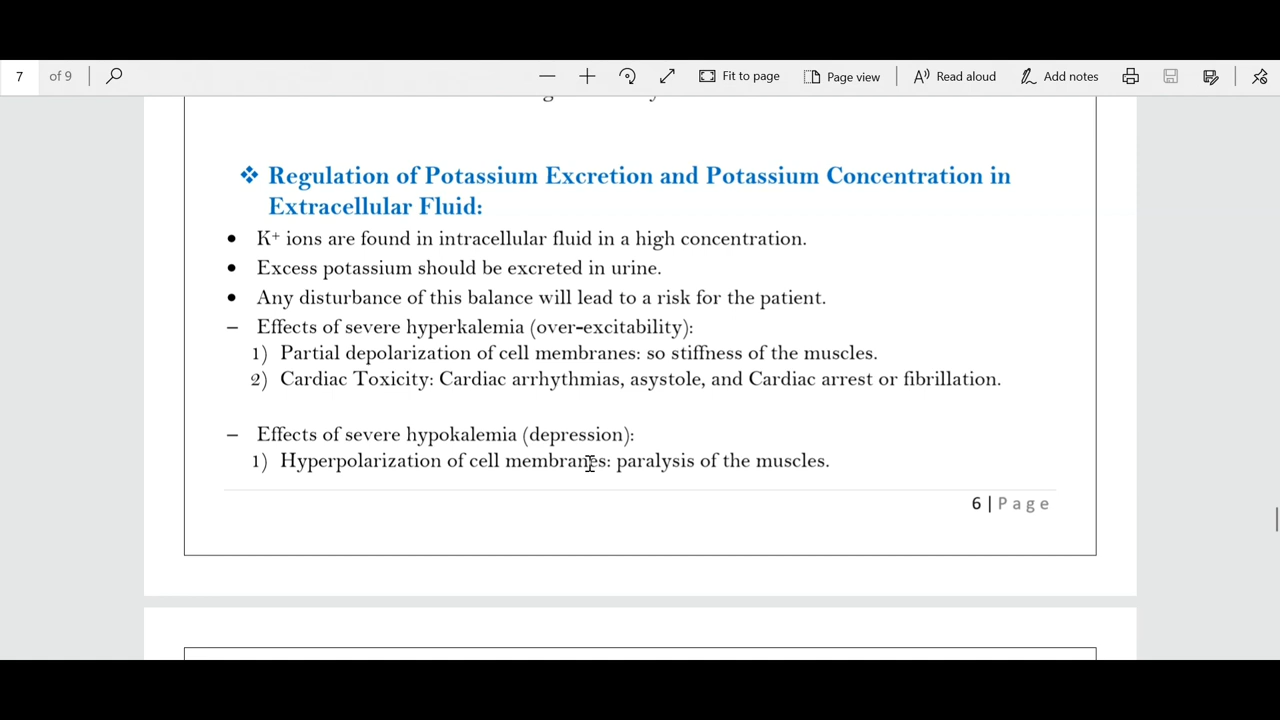 7 of 9 Fit to page Page view Read aloud Add notes
❖ Regulation of Potassium Excretion and Potassium Concentration in
Extracellular Fluid:
• K⁺ ions are found in intracellular fluid in a high concentration.
• Excess potassium should be excreted in urine.
• Any disturbance of this balance will lead to a risk for the patient.
– Effects of severe hyperkalemia (over-excitability):
1) Partial depolarization of cell membranes: so stiffness of the muscles.
2) Cardiac Toxicity: Cardiac arrhythmias, asystole, and Cardiac arrest or fibrillation.
– Effects of severe hypokalemia (depression):
1) Hyperpolarization of cell membranes: paralysis of the muscles.
6 | Page